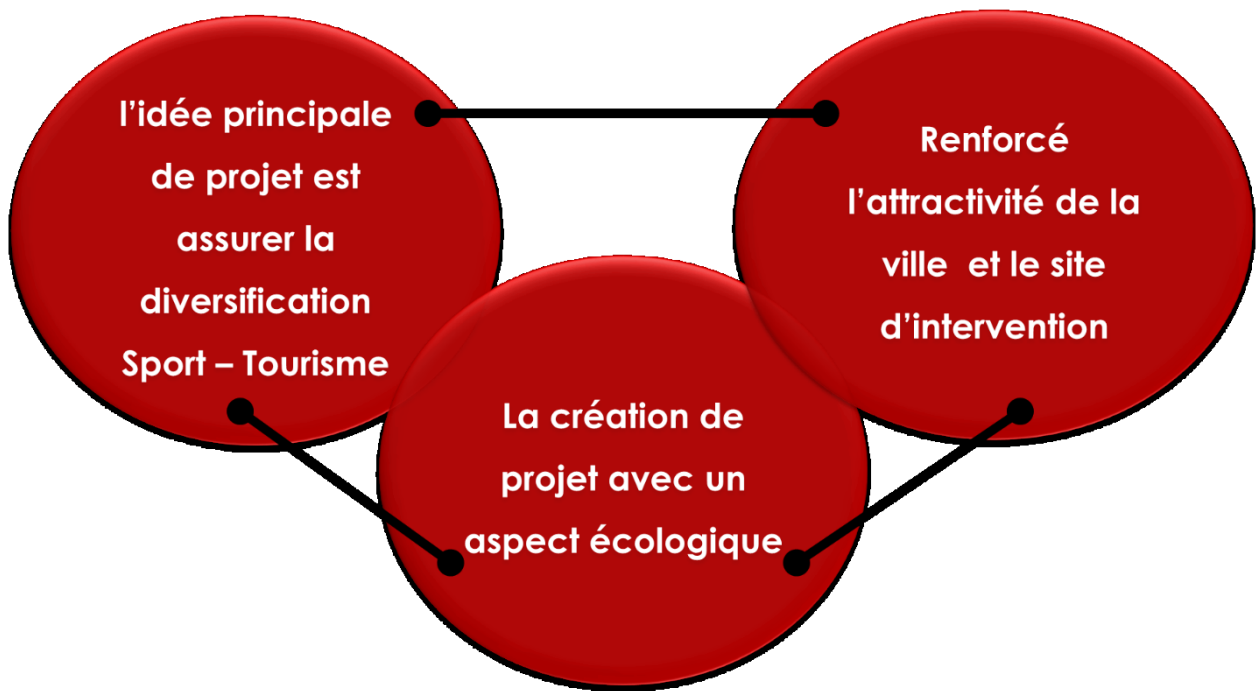 l'idée principale
de projet est
assurer la
diversification
Sport – Tourisme
Renforcé
l'attractivité de la
ville et le site
d'intervention
La création de
projet avec un
aspect écologique